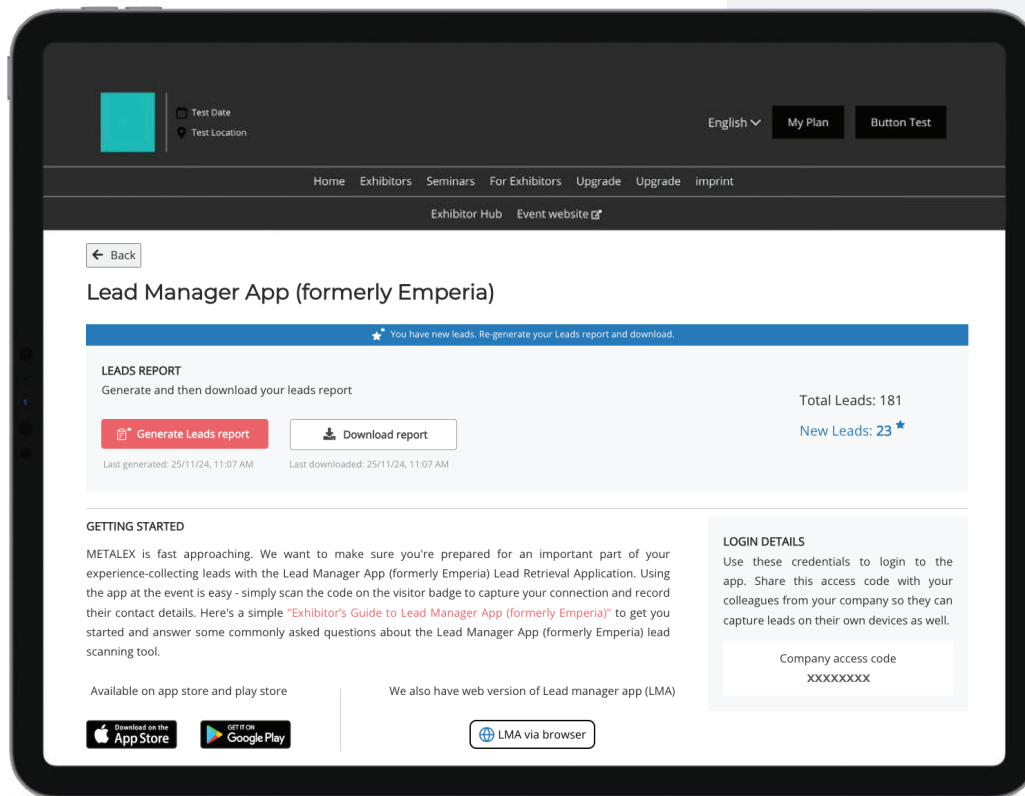 Test Date
Test Location
English
My Plan
Button Test
Home Exhibitors Seminars For Exhibitors Upgrade Upgrade imprint
Exhibitor Hub Event website
Back
Lead Manager App (formerly Emperia)
You have new leads. Re-generate your Leads report and download.
LEADS REPORT
Generate and then download your leads report
Generate Leads report
Download report
Last generated: 25/11/24, 11:07 AM
Last downloaded: 25/11/24, 11:07 AM
Total Leads: 181
New Leads: 23
GETTING STARTED
METALEX is fast approaching. We want to make sure you're prepared for an important part of your
experience-collecting leads with the Lead Manager App (formerly Emperia) Lead Retrieval Application. Using
the app at the event is easy - simply scan the code on the visitor badge to capture your connection and record
their contact details. Here's a simple "Exhibitor's Guide to Lead Manager App (formerly Emperia)" to get you
started and answer some commonly asked questions about the Lead Manager App (formerly Emperia) lead
scanning tool.
Available on app store and play store
Download on the
App Store
GET IT ON
Google Play
We also have web version of Lead manager app (LMA)
LMA via browser
LOGIN DETAILS
Use these credentials to login to the
app. Share this access code with your
colleagues from your company so they can
capture leads on their own devices as well.
Company access code
XXXXXXXX